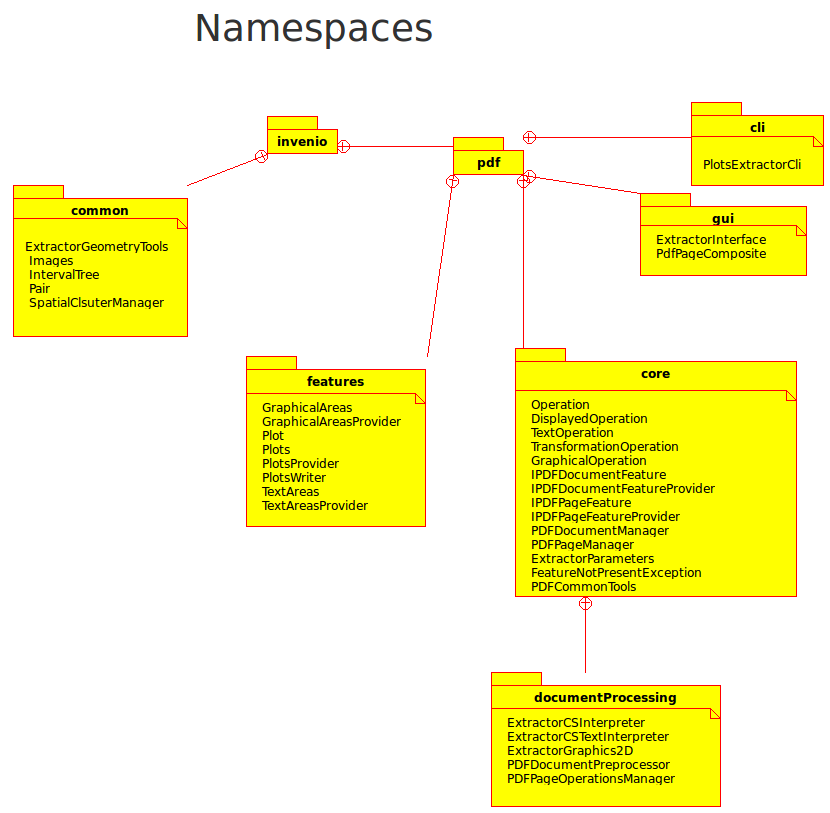 Namespaces
invenio
pdf
cli
PlotsExtractorCli
common
ExtractorGeometryTools
Images
IntervalTree
Pair
SpatialClsuterManager
gui
ExtractorInterface
PdfPageComposite
features
GraphicalAreas
GraphicalAreasProvider
Plot
Plots
PlotsProvider
PlotsWriter
TextAreas
TextAreasProvider
core
Operation
DisplayedOperation
TextOperation
TransformationOperation
GraphicalOperation
IPDFDocumentFeature
IPDFDocumentFeatureProvider
IPDFPageFeature
IPDFPageFeatureProvider
PDFDocumentManager
PDFPageManager
ExtractorParameters
FeatureNotPresentException
PDFCommonTools
documentProcessing
ExtractorCSInterpreter
ExtractorCSTextInterpreter
ExtractorGraphics2D
PDFDocumentPreprocessor
PDFPageOperationsManager